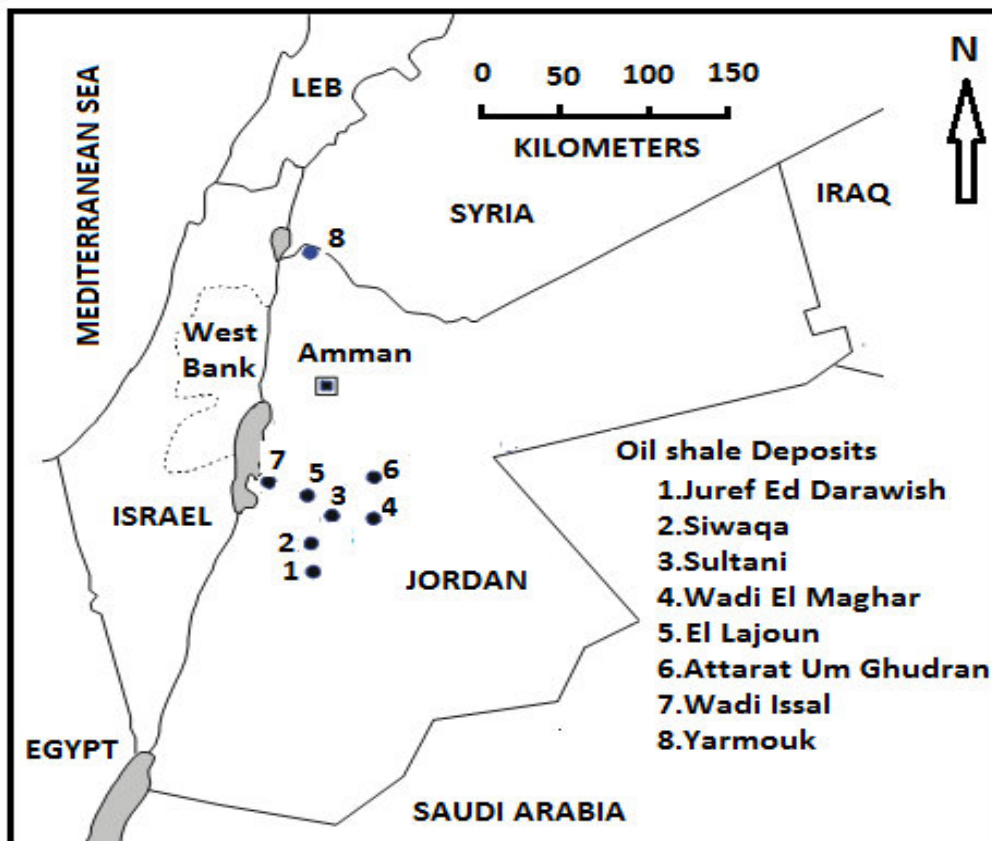 N
LEB
0 50 100 150
KILOMETERS
MEDITERRANEAN SEA
SYRIA
IRAQ
8
West
Bank
Amman
Oil shale Deposits
1.Juref Ed Darawish
2.Siwaqa
3.Sultani
4.Wadi El Maghar
5.El Lajoun
6.Attarat Um Ghudran
7.Wadi Issal
8.Yarmouk
7
5
6
3
4
2
1
ISRAEL
JORDAN
EGYPT
SAUDI ARABIA